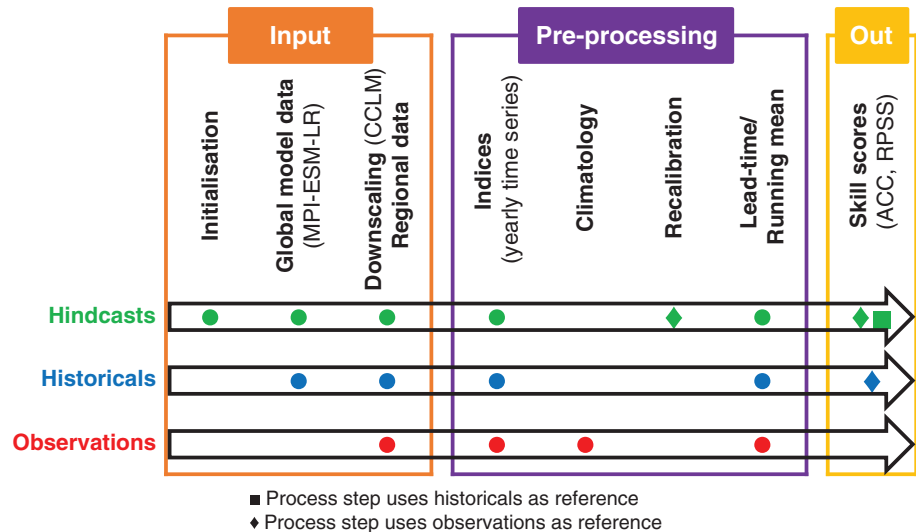 Input
Pre-processing
Out
Initialisation
Global model data
(MPI-ESM-LR)
Downscaling (CCLM)
Regional data
Indices
(yearly time series)
Climatology
Recalibration
Lead-time/
Running mean
Skill scores
(ACC, RPSS)
Hindcasts
Historicals
Observations
Process step uses historicals as reference
Process step uses observations as reference